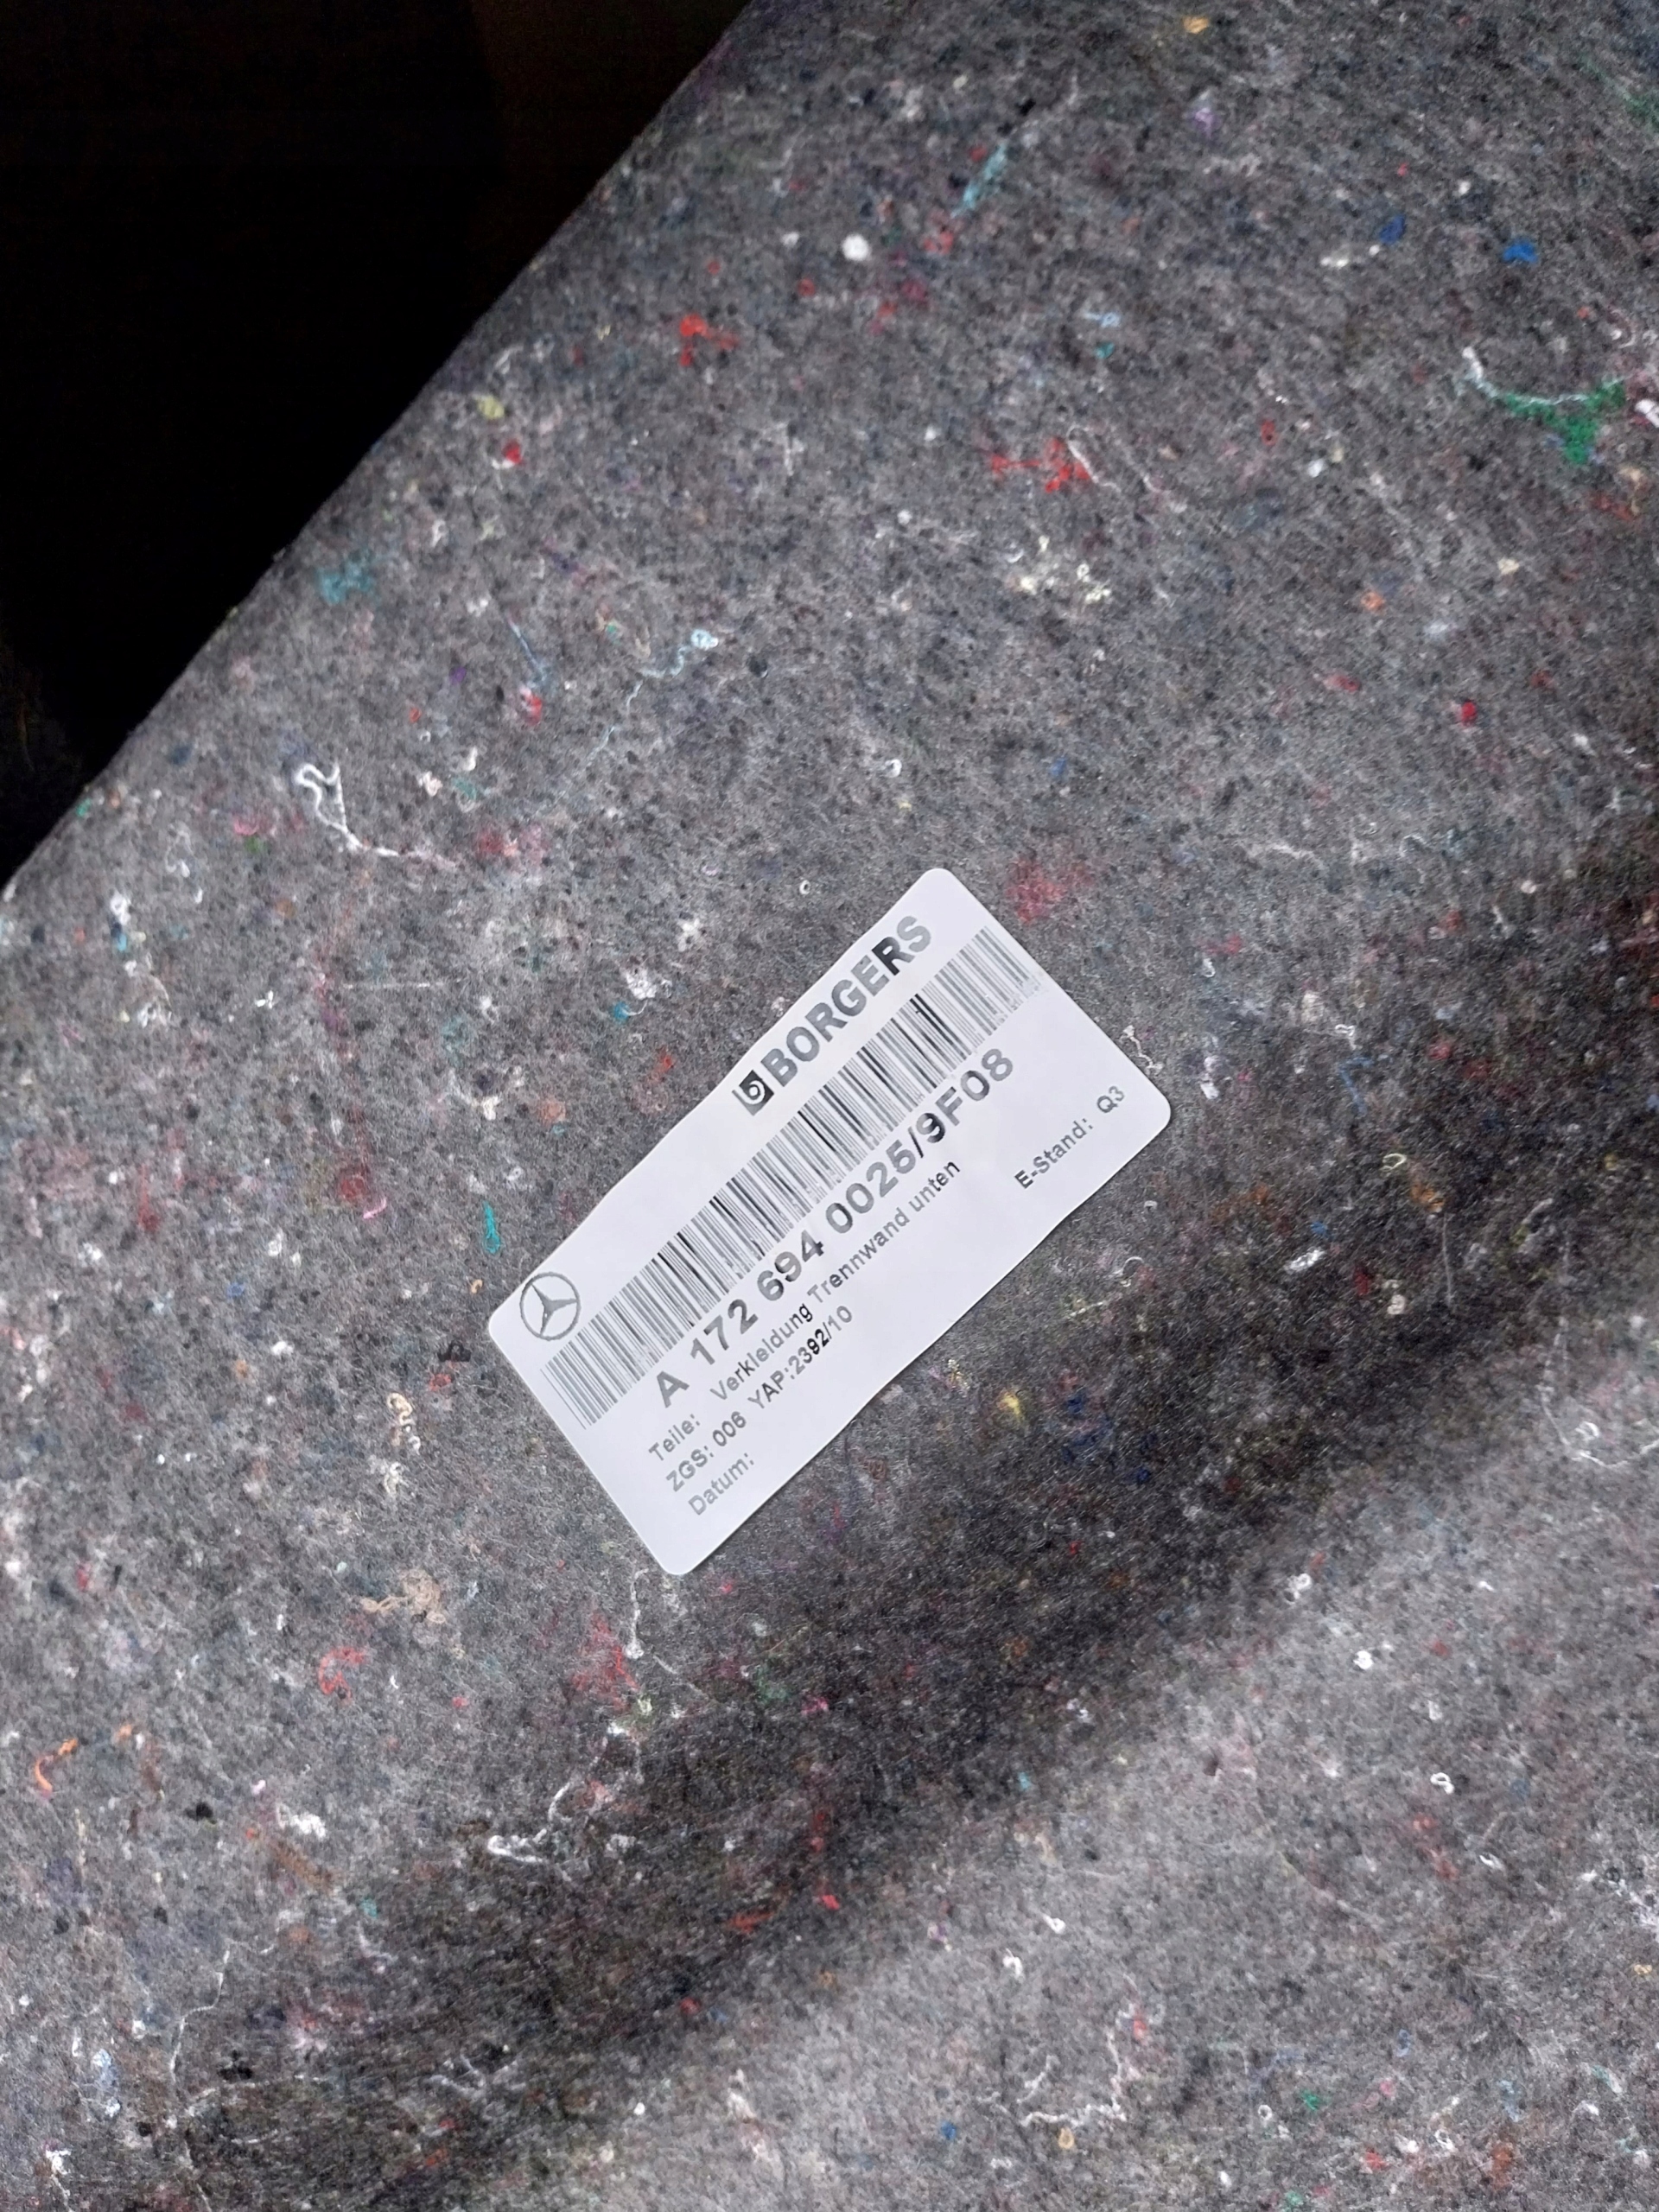 BORGERS
A 172 694 0025/9F08
Teile: Verkleidung Trennwand unten
ZGS: 006 YAP:2392/10
Datum: E-Stand: Q3